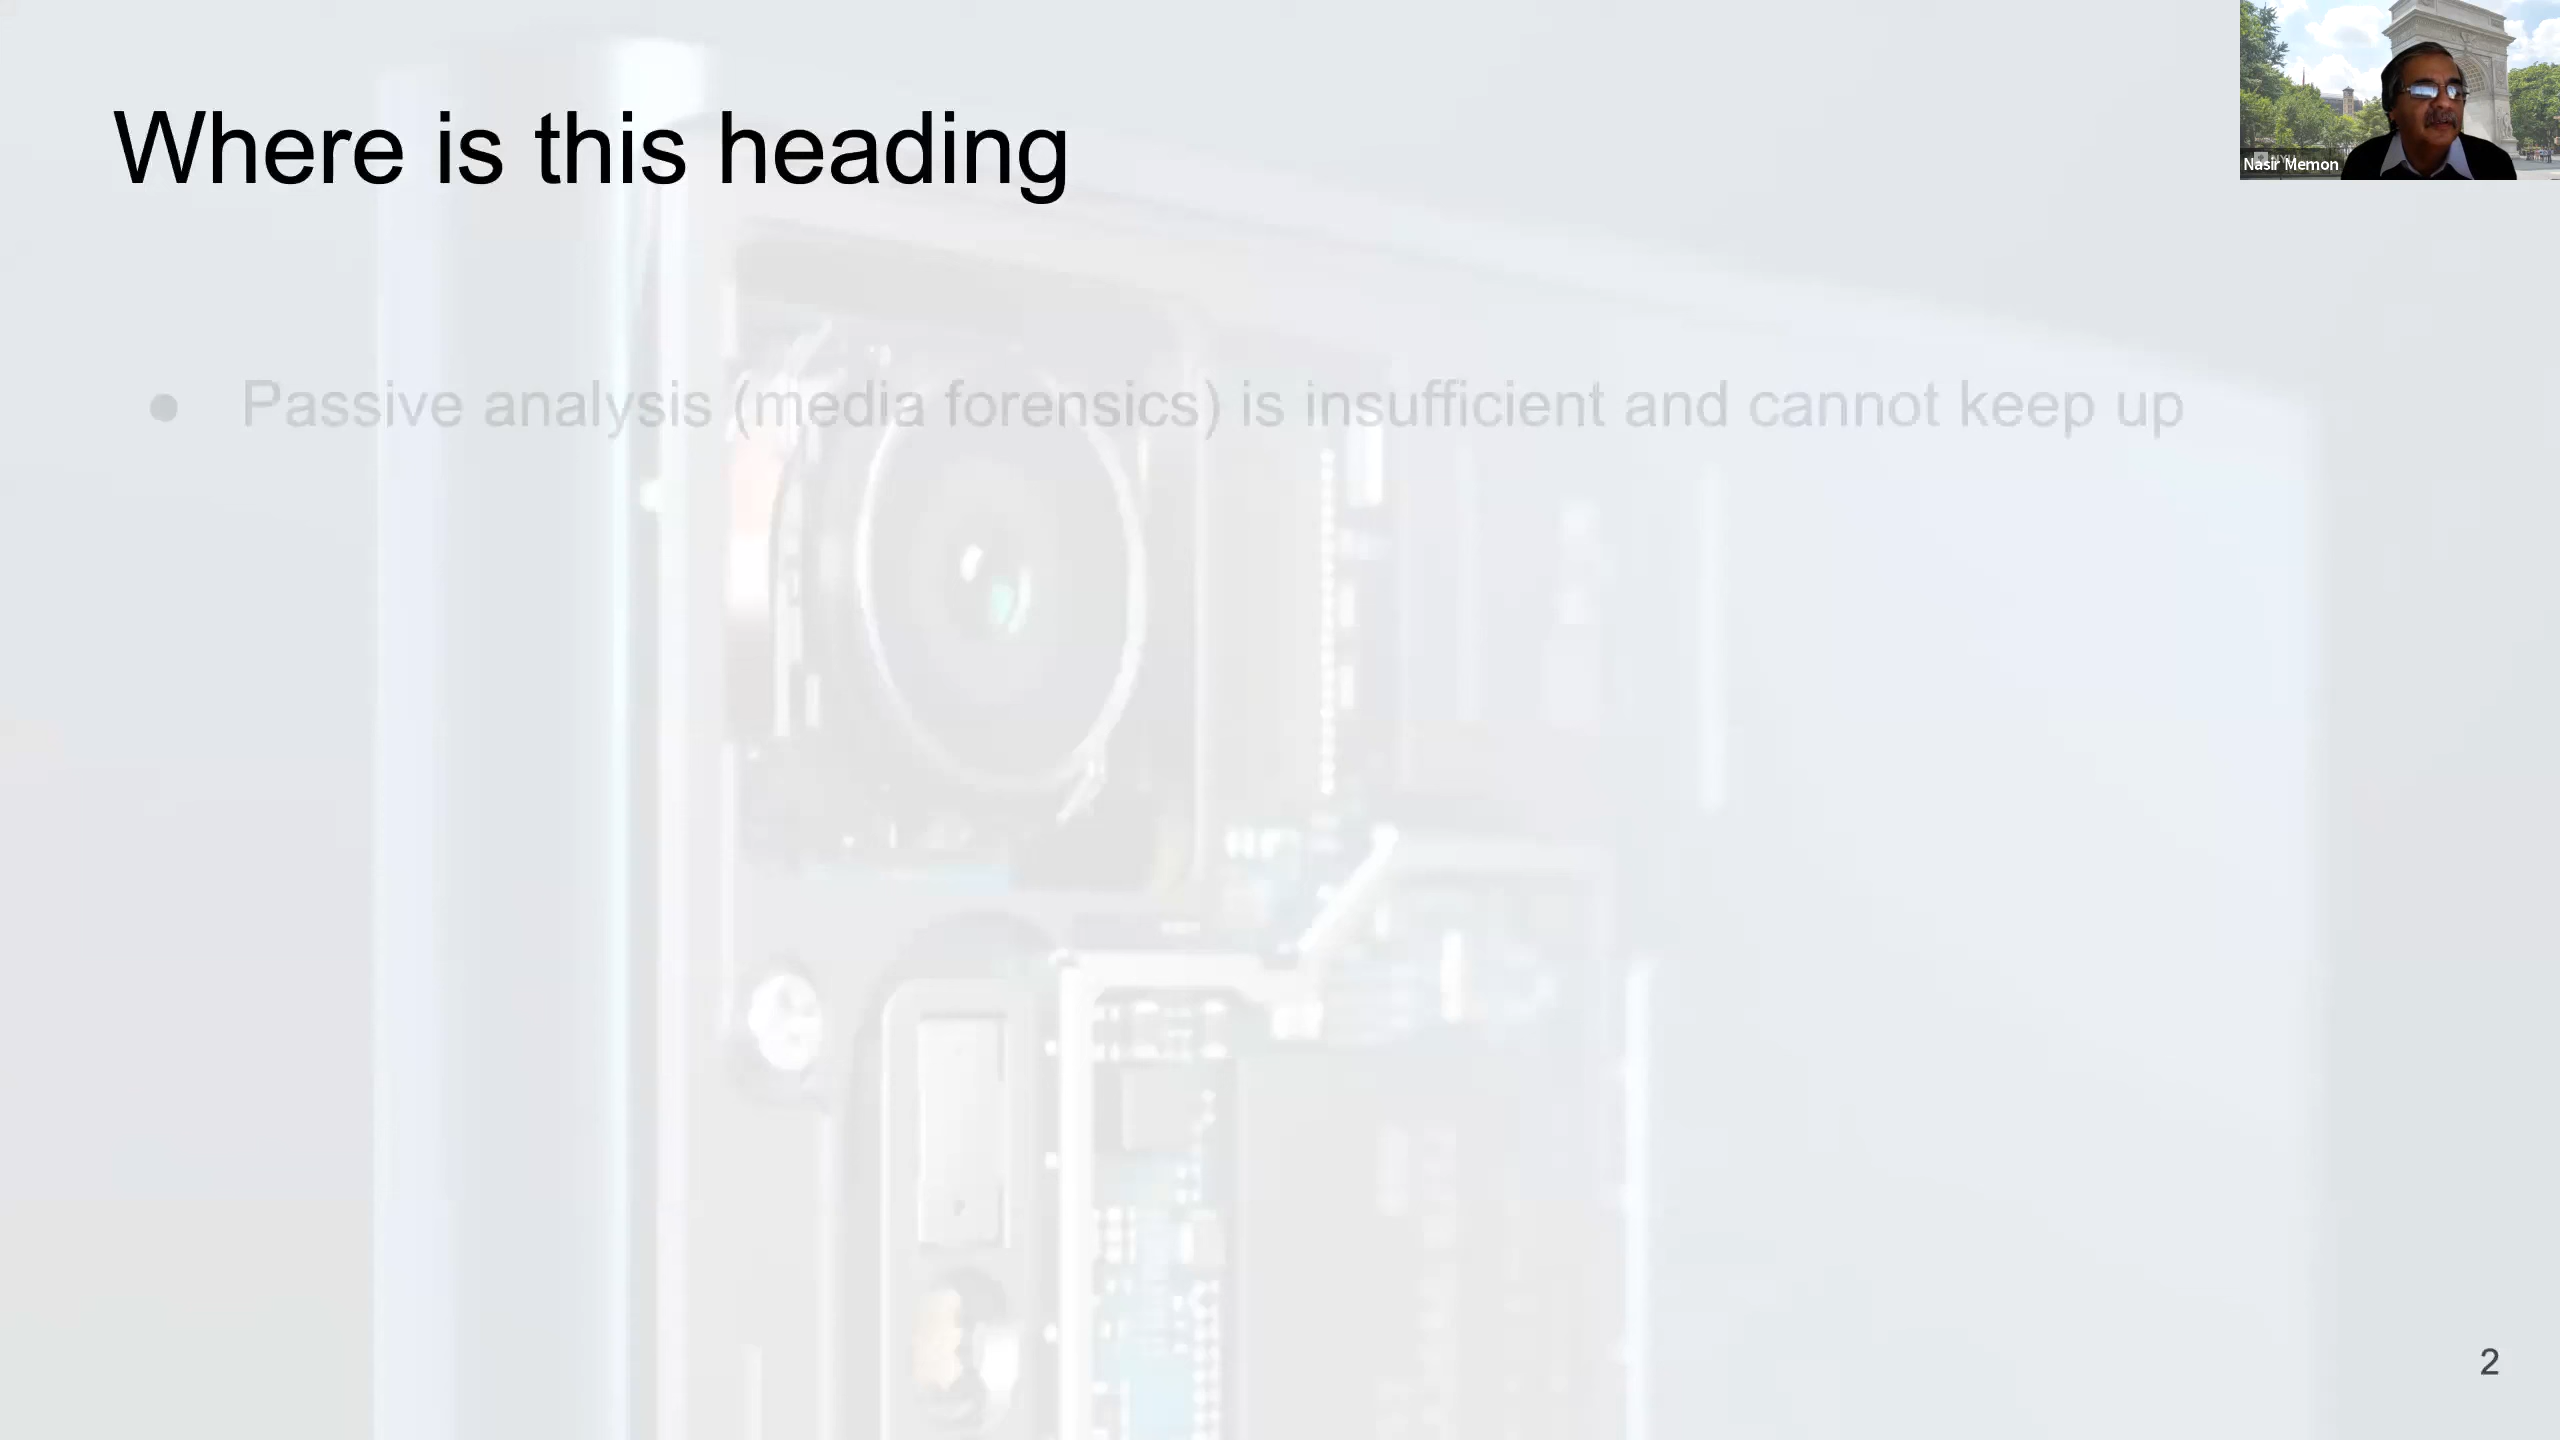 Where is this heading
Nasir Memon
● Passive analysis (media forensics) is insufficient and cannot keep up
2